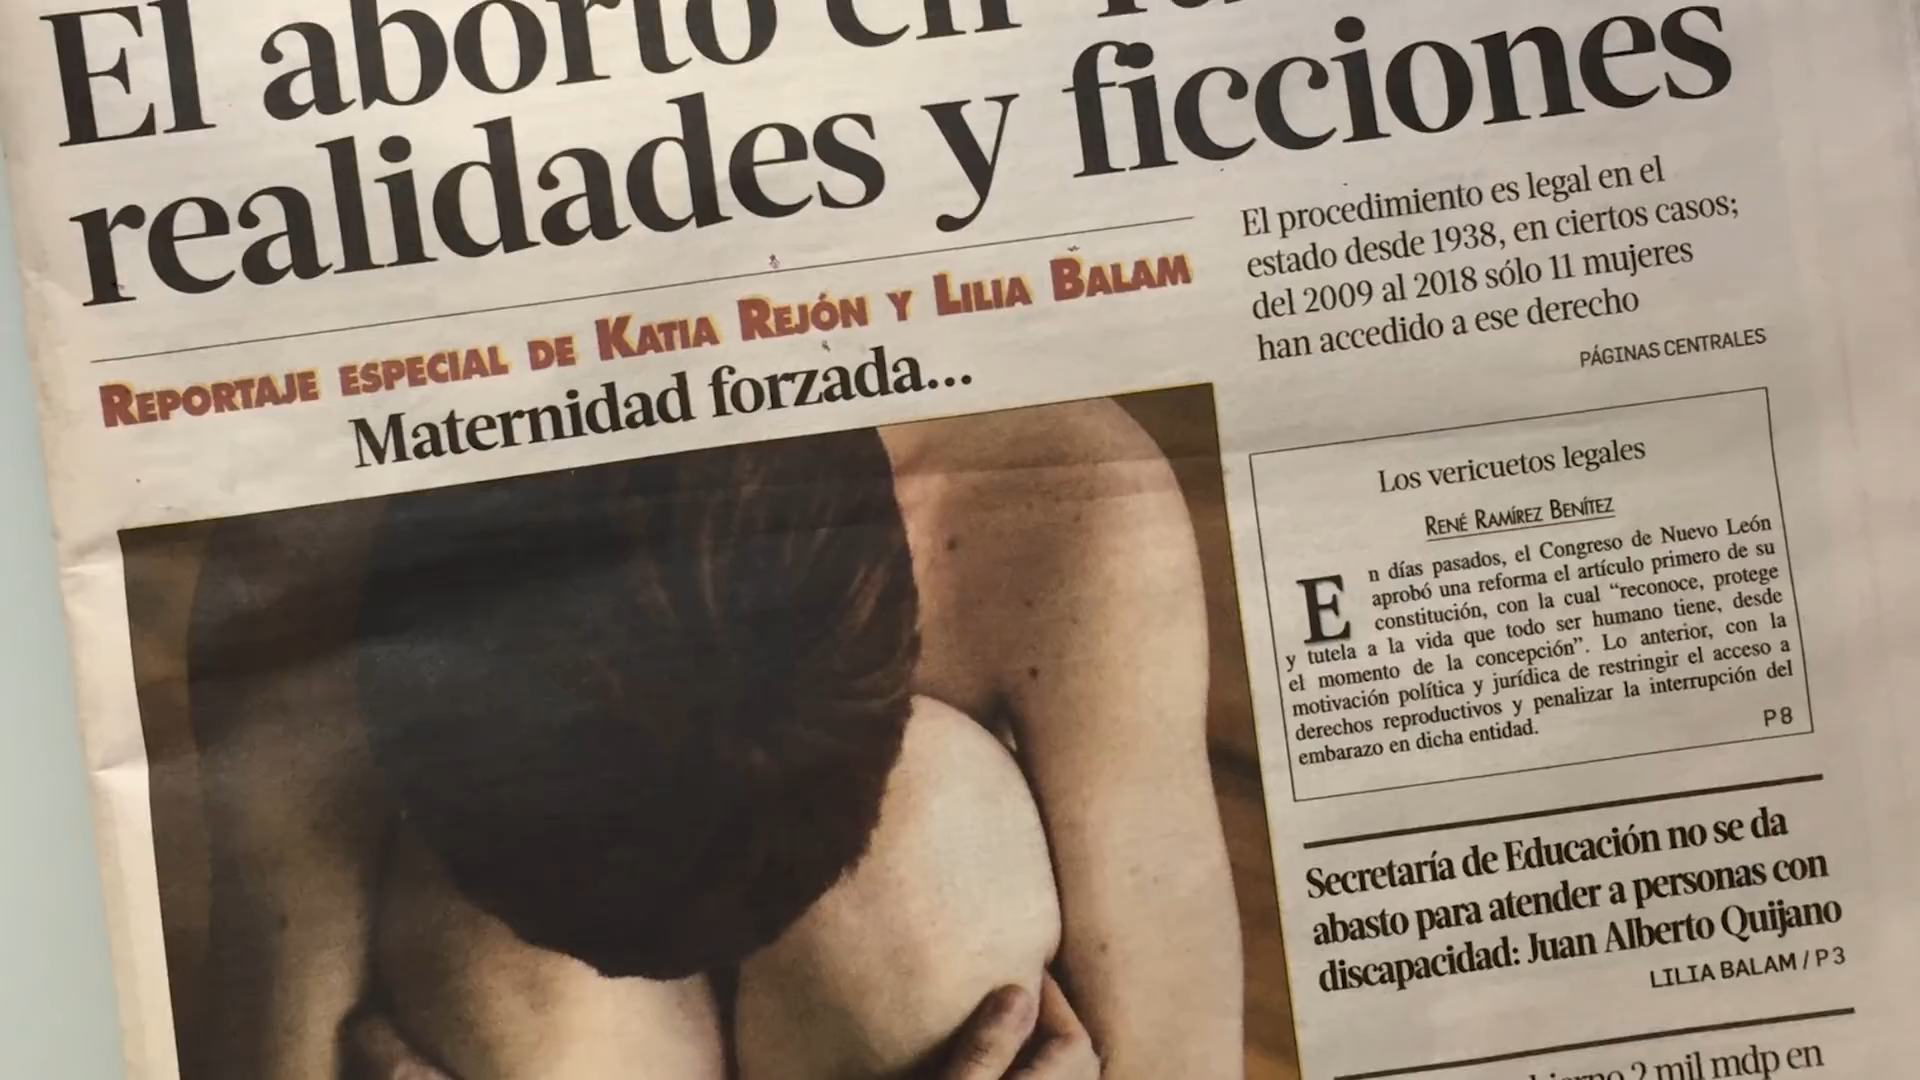 El aborto en
realidades y ficciones
El procedimiento es legal en el
estado desde 1938, en ciertos casos;
del 2009 al 2018 sólo 11 mujeres
han accedido a ese derecho
PÁGINAS CENTRALES
REPORTAJE ESPECIAL DE KATIA REJÓN Y LILIA BALAM
Maternidad forzada...
Los vericuetos legales
RENÉ RAMÍREZ BENÍTEZ
En días pasados, el Congreso de Nuevo León
aprobó una reforma el artículo primero de su
constitución, con la cual “reconoce, protege
y tutela a la vida que todo ser humano tiene, desde
el momento de la concepción”. Lo anterior, con la
motivación política y jurídica de restringir el acceso a
derechos reproductivos y penalizar la interrupción del
embarazo en dicha entidad.
P 8
Secretaría de Educación no se da
abasto para atender a personas con
discapacidad: Juan Alberto Quijano
LILIA BALAM / P 3
2 mil mdp en